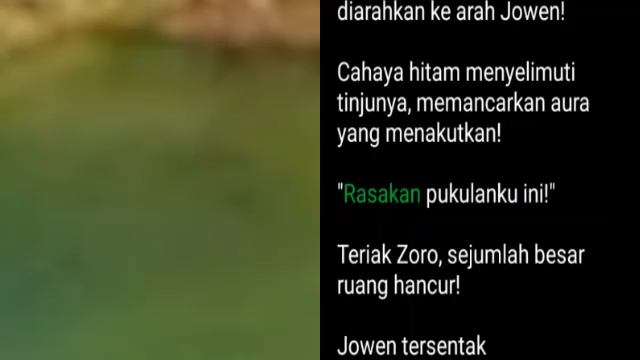 diarahkan ke arah Jowen!
Cahaya hitam menyelimuti
tinjunya, memancarkan aura
yang menakutkan!
"Rasakan pukulanku ini!"
Teriak Zoro, sejumlah besar
ruang hancur!
Jowen tersentak